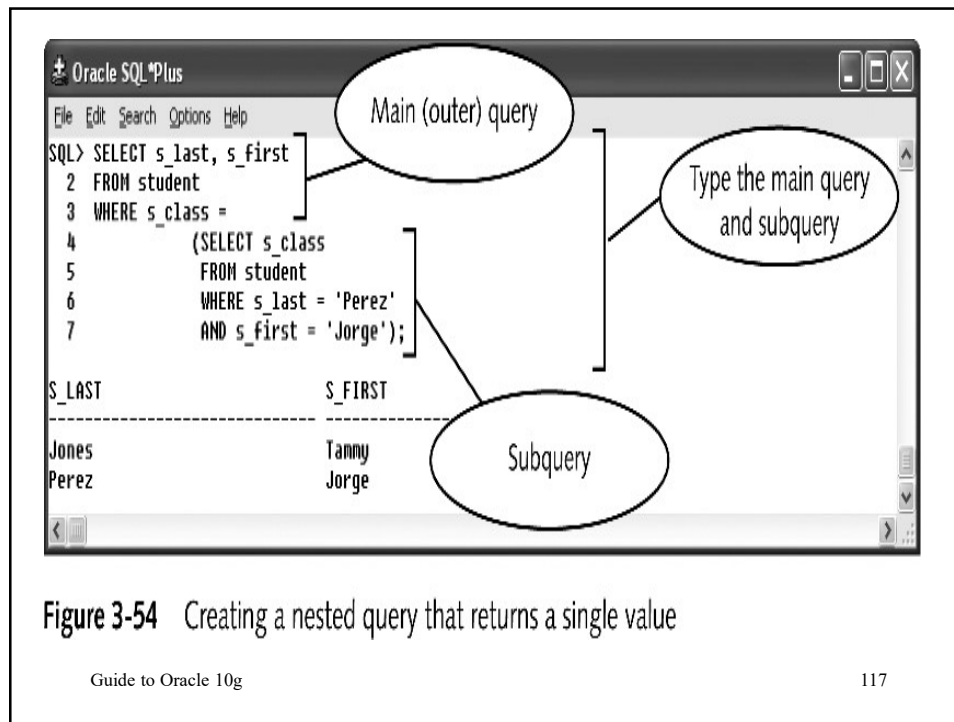 Oracle SQL*Plus
File Edit Search Options Help
Main (outer) query
SQL> SELECT s_last, s_first
2 FROM student
3 WHERE s_class =
4 (SELECT s_class
5 FROM student
6 WHERE s_last = 'Perez'
7 AND s_first = 'Jorge');
Type the main query
and subquery
S_LAST S_FIRST
------------------------------ --------------
Jones Tammy
Perez Jorge
Subquery
Figure 3-54 Creating a nested query that returns a single value
Guide to Oracle 10g 117